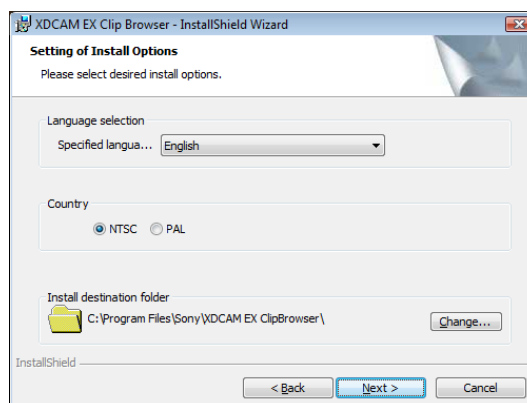 XDCAM EX Clip Browser - InstallShield Wizard
Setting of Install Options
Please select desired install options.
Language selection
Specified langua... English
Country
NTSC PAL
Install destination folder
C:\Program Files\Sony\XDCAM EX ClipBrowser\
Change...
InstallShield
< Back Next > Cancel